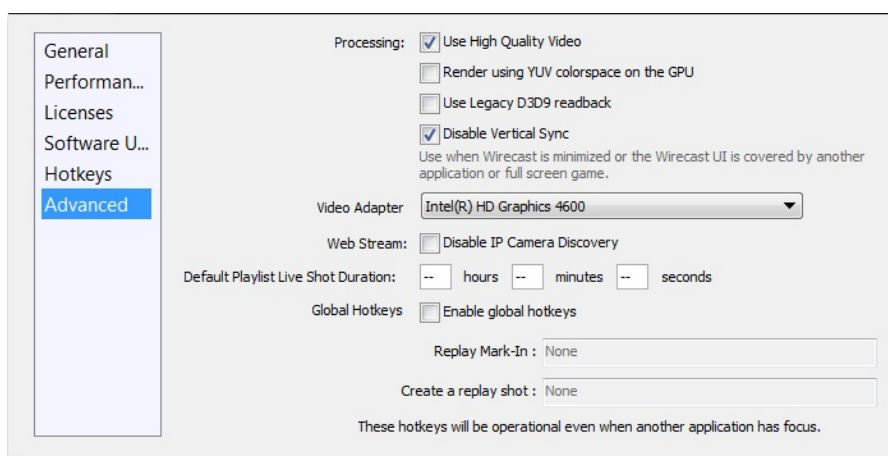 General
Performan...
Licenses
Software U...
Hotkeys
Advanced
Processing: Use High Quality Video
Render using YUV colorspace on the GPU
Use Legacy D3D9 readback
Disable Vertical Sync
Use when Wirecast is minimized or the Wirecast UI is covered by another
application or full screen game.
Video Adapter Intel(R) HD Graphics 4600
Web Stream: Disable IP Camera Discovery
Default Playlist Live Shot Duration: -- hours -- minutes -- seconds
Global Hotkeys Enable global hotkeys
Replay Mark-In : None
Create a replay shot : None
These hotkeys will be operational even when another application has focus.